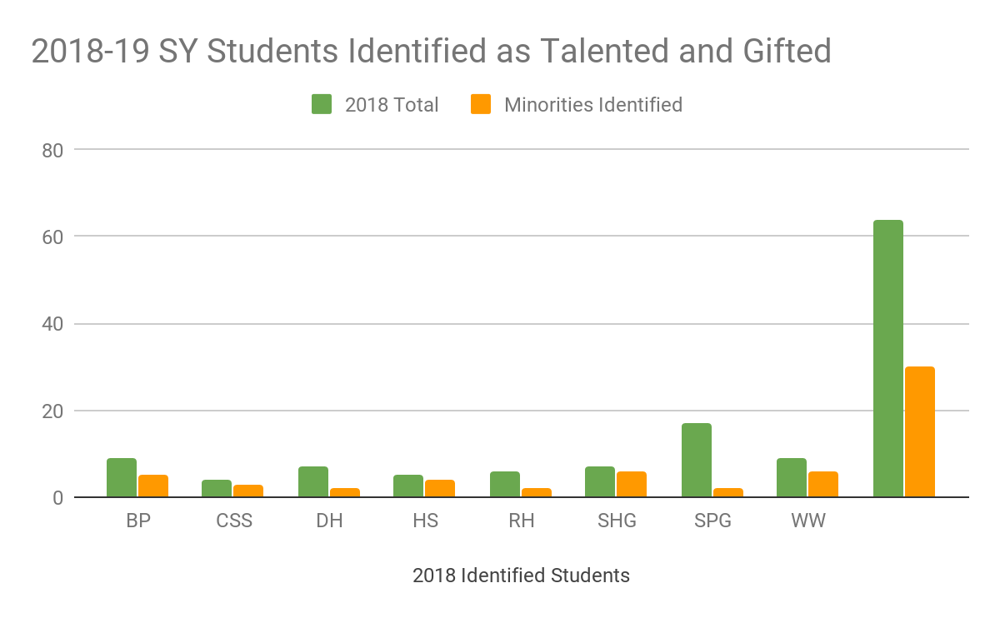 2018-19 SY Students Identified as Talented and Gifted
2018 Total Minorities Identified
80
60
40
20
0
BP CSS DH HS RH SHG SPG WW
2018 Identified Students